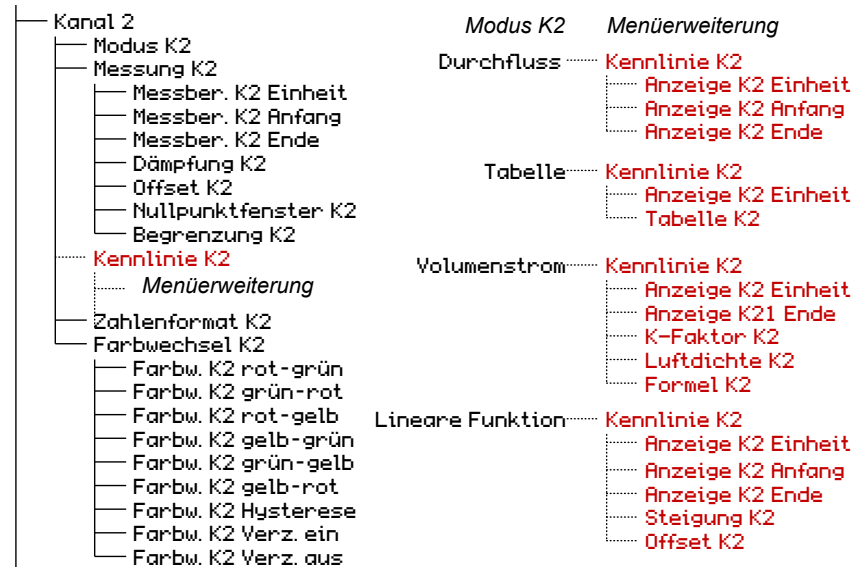 Kanal 2
Modus K2
Messung K2
Messber. K2 Einheit
Messber. K2 Anfang
Messber. K2 Ende
Dämpfung K2
Offset K2
Nullpunktfenster K2
Begrenzung K2
Kennlinie K2
Menüerweiterung
Zahlenformat K2
Farbwechsel K2
Farbw. K2 rot-grün
Farbw. K2 grün-rot
Farbw. K2 rot-gelb
Farbw. K2 gelb-grün
Farbw. K2 grün-gelb
Farbw. K2 gelb-rot
Farbw. K2 Hysterese
Farbw. K2 Verz. ein
Farbw. K2 Verz. aus
Modus K2 Menüerweiterung
Durchfluss Kennlinie K2
Anzeige K2 Einheit
Anzeige K2 Anfang
Anzeige K2 Ende
Tabelle Kennlinie K2
Anzeige K2 Einheit
Tabelle K2
Volumenstrom Kennlinie K2
Anzeige K2 Einheit
Anzeige K21 Ende
K-Faktor K2
Luftdichte K2
Formel K2
Lineare Funktion Kennlinie K2
Anzeige K2 Einheit
Anzeige K2 Anfang
Anzeige K2 Ende
Steigung K2
Offset K2